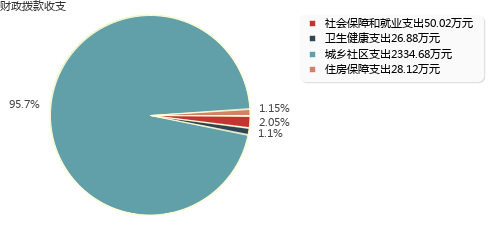 财政拨款收支
社会保障和就业支出50.02万元
卫生健康支出26.88万元
城乡社区支出2334.68万元
住房保障支出28.12万元
95.7%
1.15%
2.05%
1.1%